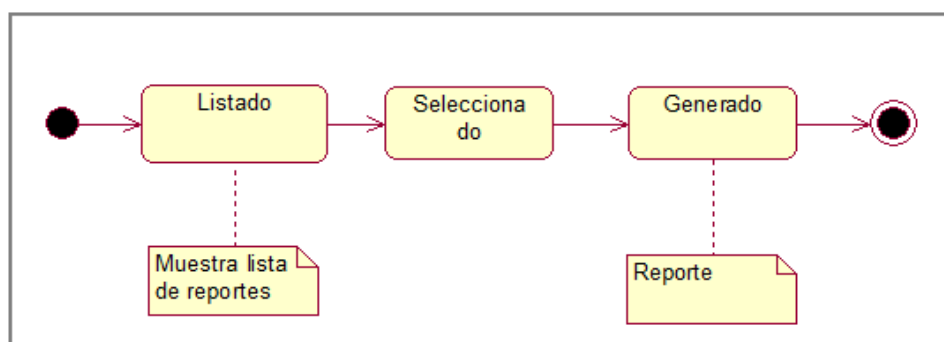 Listado
Selecciona
do
Generado
Muestra lista
de reportes
Reporte